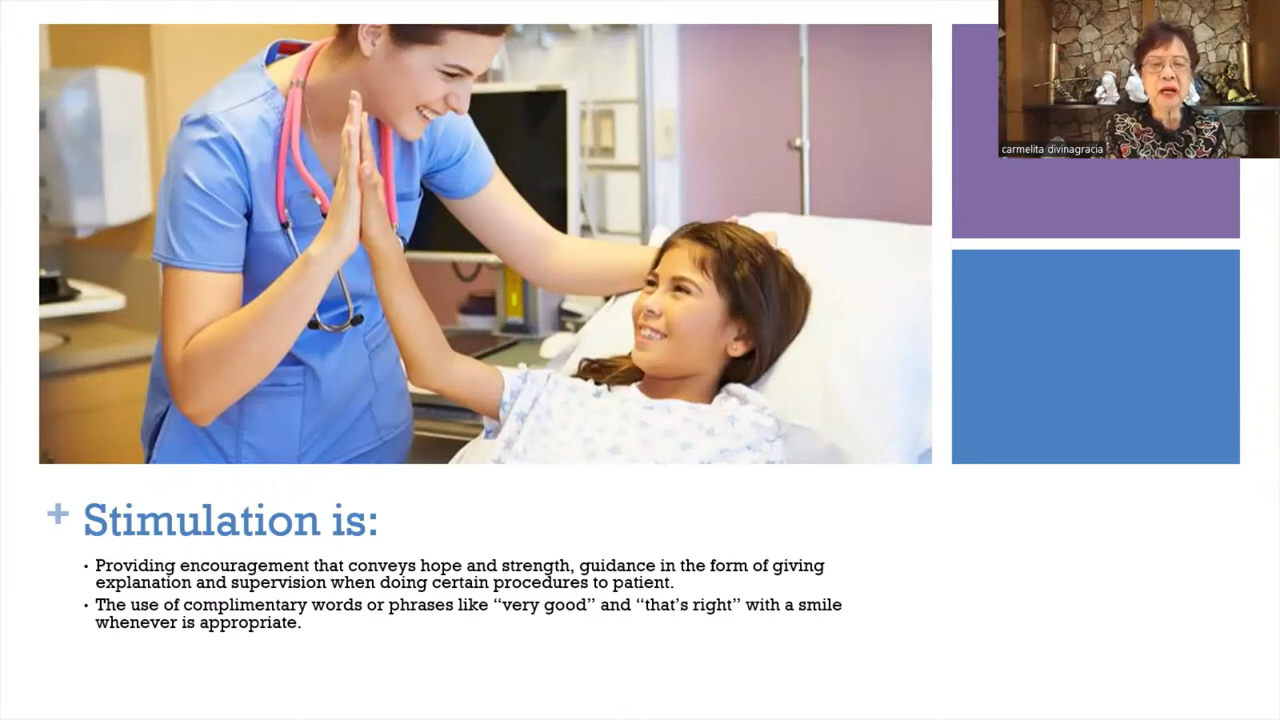 carmelita divinagracia
+ Stimulation is:
• Providing encouragement that conveys hope and strength, guidance in the form of giving
explanation and supervision when doing certain procedures to patient.
• The use of complimentary words or phrases like “very good” and “that’s right” with a smile
whenever is appropriate.